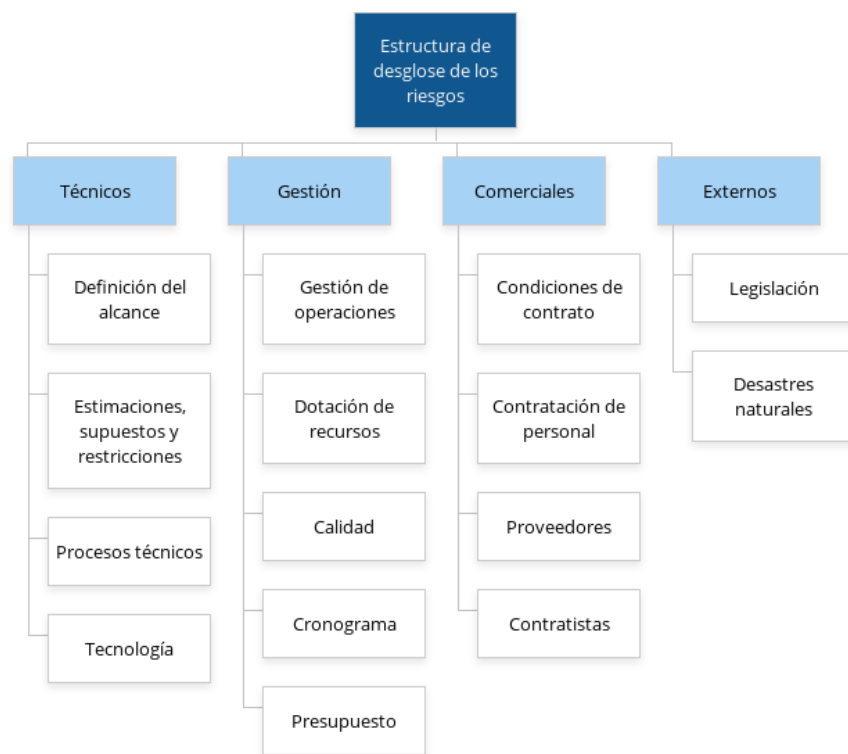 Estructura de
desglose de los
riesgos
Técnicos
Gestión
Comerciales
Externos
Definición del
alcance
Estimaciones,
supuestos y
restricciones
Procesos técnicos
Tecnología
Gestión de
operaciones
Dotación de
recursos
Calidad
Cronograma
Presupuesto
Condiciones de
contrato
Contratación de
personal
Proveedores
Contratistas
Legislación
Desastres
naturales